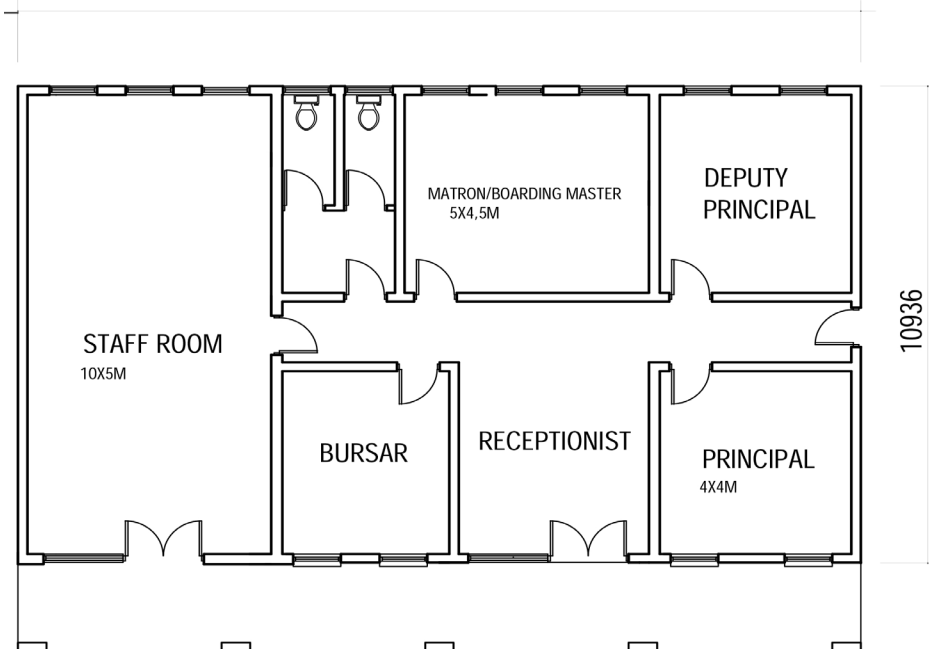 DEPUTY
PRINCIPAL
MATRON/BOARDING MASTER
5X4,5M
STAFF ROOM
10X5M
10936
BURSAR
RECEPTIONIST
PRINCIPAL
4X4M